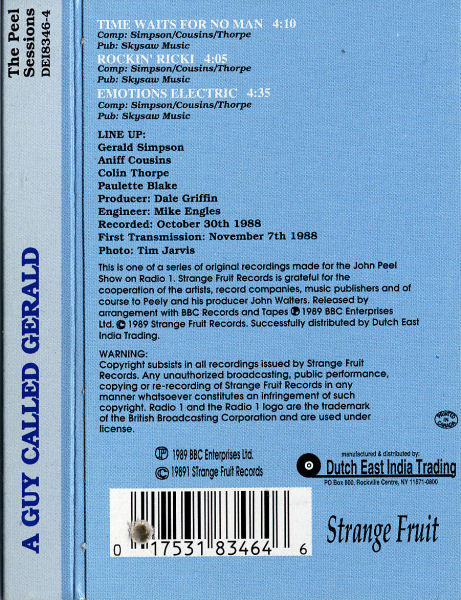 The Peel
Sessions
DEI8346-4
A GUY CALLED GERALD
TIME WAITS FOR NO MAN 4:10
Comp: Simpson/Cousins/Thorpe
Pub: Skysaw Music
ROCKIN' RICKI 4:05
Comp: Simpson/Cousins/Thorpe
Pub: Skysaw Music
EMOTIONS ELECTRIC 4:35
Comp: Simpson/Cousins/Thorpe
Pub: Skysaw Music
LINE UP:
Gerald Simpson
Aniff Cousins
Colin Thorpe
Paulette Blake
Producer: Dale Griffin
Engineer: Mike Engles
Recorded: October 30th 1988
First Transmission: November 7th 1988
Photo: Tim Jarvis
This is one of a series of original recordings made for the John Peel
Show on Radio 1. Strange Fruit Records is grateful for the
cooperation of the artists, record companies, music publishers and of
course to Peely and his producer John Walters. Released by
arrangement with BBC Records and Tapes ℗ 1989 BBC Enterprises
Ltd. © 1989 Strange Fruit Records. Successfully distributed by Dutch East
India Trading.
WARNING:
Copyright subsists in all recordings issued by Strange Fruit
Records. Any unauthorized broadcasting, public performance,
copying or re-recording of Strange Fruit Records in any
manner whatsoever constitutes an infringement of such
copyright. Radio 1 and the Radio 1 logo are the trademark
of the British Broadcasting Corporation and are used under
license.
℗ 1989 BBC Enterprises Ltd.
© 19891 STrange Fruit Records
manufactured & distributed by:
Dutch East India Trading
PO Box 800, Rockville Centre, NY 11571-0800
0 17531 83464 6
Strange Fruit